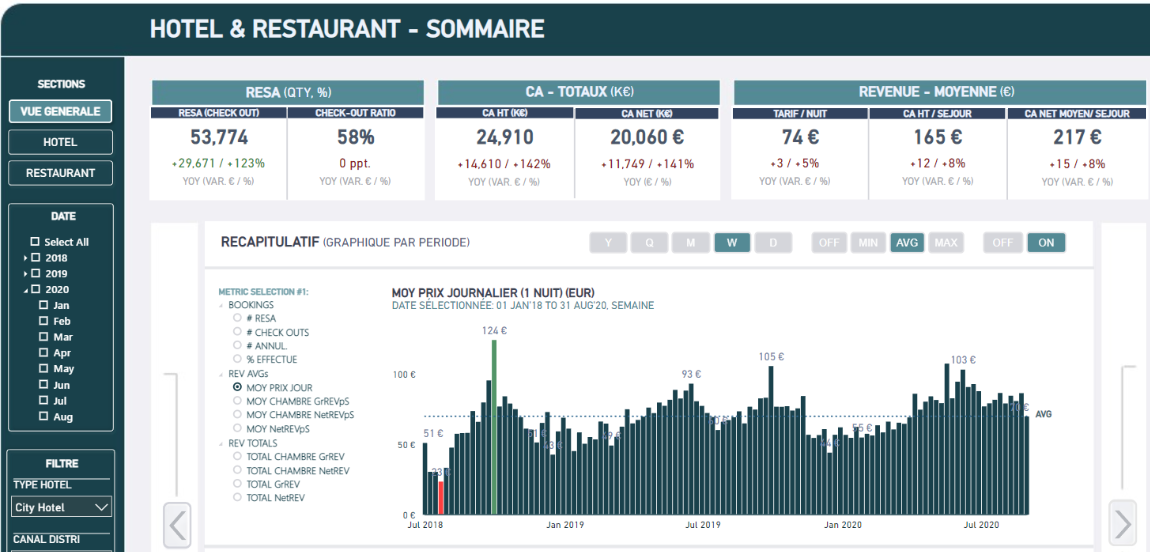 HOTEL & RESTAURANT - SOMMAIRE
SECTIONS
VUE GENERALE
HOTEL
RESTAURANT
DATE
Select All
2018
2019
2020
Jan
Feb
Mar
Apr
May
Jun
Jul
Aug
FILTRE
TYPE HOTEL
City Hotel
CANAL DISTRI
RESA (QTY, %)
RESA (CHECK OUT) CHECK-OUT RATIO
53,774 58%
+29,671 / +123% 0 ppt.
YOY (VAR. € / %) YOY (VAR. € / %)
CA - TOTAUX (K€)
CA HT (K€) CA NET (K€)
24,910 20,060 €
+14,610 / +142% +11,749 / +141%
YOY (VAR. € / %) YOY (€ / %)
REVENUE - MOYENNE (€)
TARIF / NUIT CA HT / SEJOUR CA NET MOYEN/ SEJOUR
74 € 165 € 217 €
+3 / +5% +12 / +8% +15 / +8%
YOY (VAR. € / %) YOY (VAR. € / %) YOY (VAR. € / %)
RECAPITULATIF (GRAPHIQUE PAR PERIODE)
Y Q M W D OFF MIN AVG MAX OFF ON
METRIC SELECTION #1:
BOOKINGS
# RESA
# CHECK OUTS
# ANNUL.
% EFFECTUE
REV AVGs
MOY PRIX JOUR
MOY CHAMBRE GrREVpS
MOY CHAMBRE NetREVpS
MOY NetREVpS
REV TOTALS
TOTAL CHAMBRE GrREV
TOTAL CHAMBRE NetREV
TOTAL GrREV
TOTAL NetREV
MOY PRIX JOURNALIER (1 NUIT) (EUR)
DATE SÉLECTIONNÉE: 01 JAN'18 TO 31 AUG'20, SEMAINE
124 €
105 €
103 €
93 €
100 €
AVG
51 €
55 €
50 €
0 €
Jul 2018 Jan 2019 Jul 2019 Jan 2020 Jul 2020